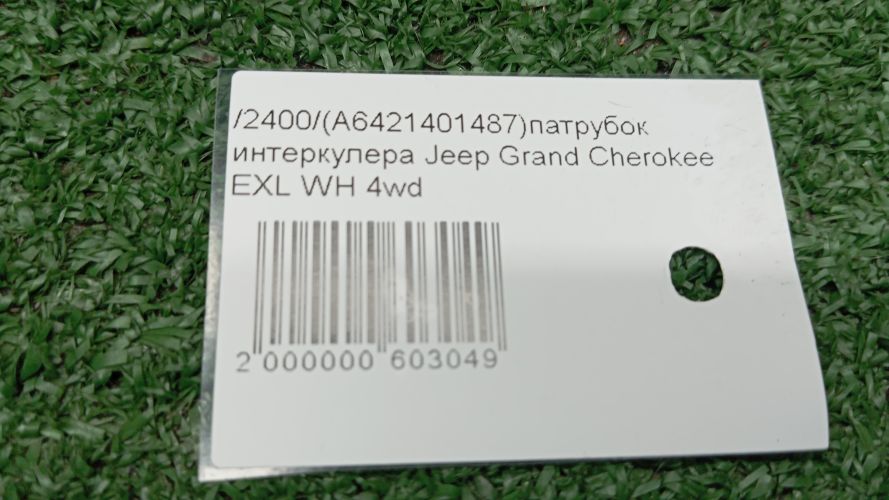 /2400/(A6421401487)патрубок
интеркулера Jeep Grand Cherokee
EXL WH 4wd
2 000000 603049